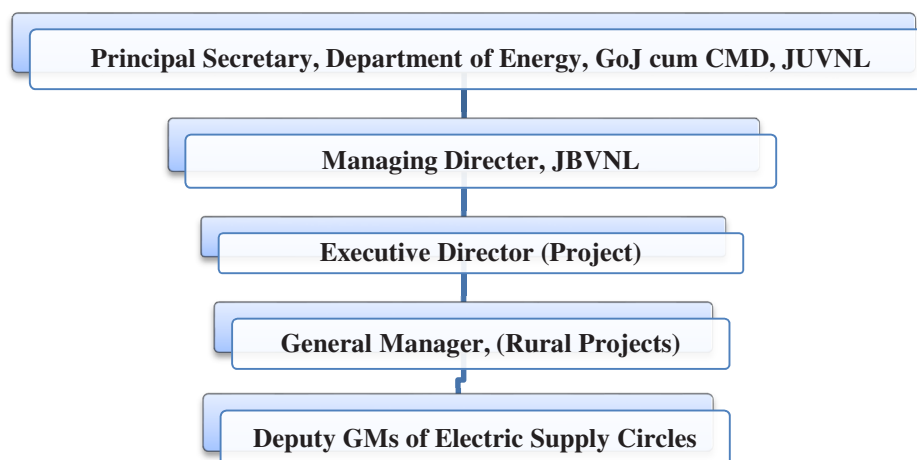 Principal Secretary, Department of Energy, GoJ cum CMD, JUVNL
Managing Directer, JBVNL
Executive Director (Project)
General Manager, (Rural Projects)
Deputy GMs of Electric Supply Circles